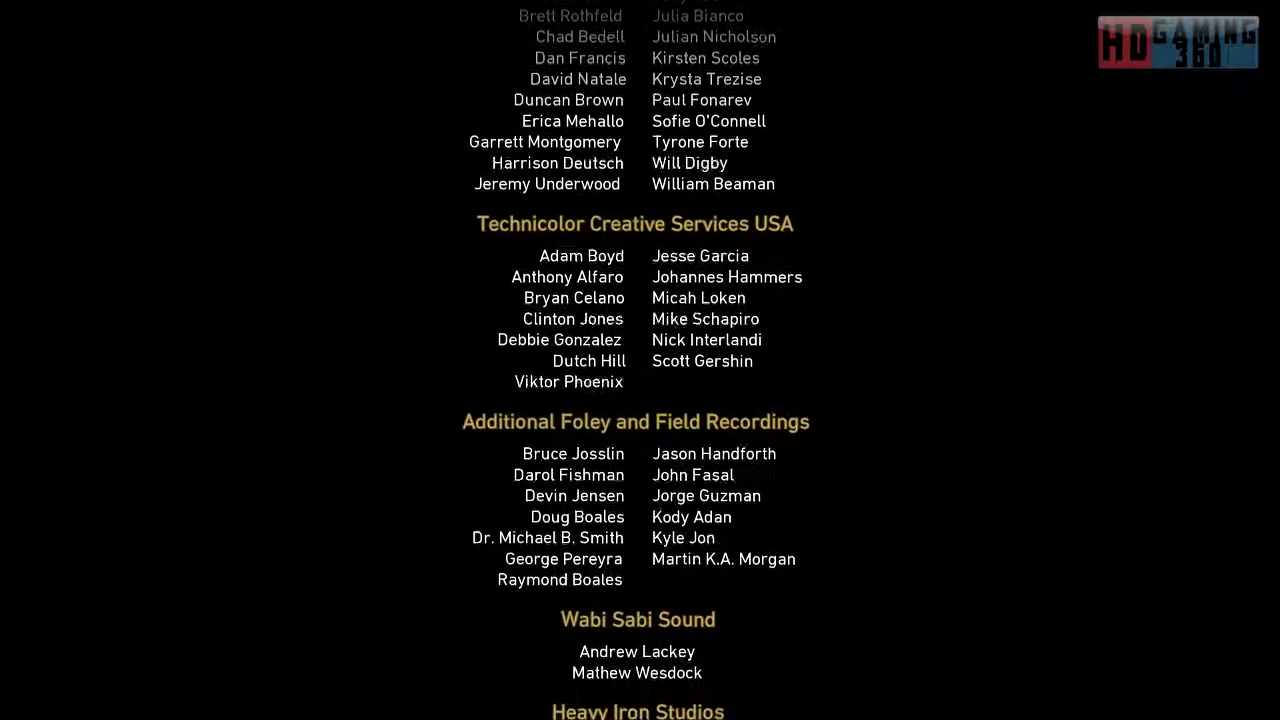 Brett Rothfeld Julia Bianco
Chad Bedell Julian Nicholson
Dan Francis Kirsten Scoles
David Natale Krysta Trezise
Duncan Brown Paul Fonarev
Erica Mehallo Sofie O'Connell
Garrett Montgomery Tyrone Forte
Harrison Deutsch Will Digby
Jeremy Underwood William Beaman
Technicolor Creative Services USA
Adam Boyd Jesse Garcia
Anthony Alfaro Johannes Hammers
Bryan Celano Micah Loken
Clinton Jones Mike Schapiro
Debbie Gonzalez Nick Interlandi
Dutch Hill Scott Gershin
Viktor Phoenix
Additional Foley and Field Recordings
Bruce Josslin Jason Handforth
Darol Fishman John Fasal
Devin Jensen Jorge Guzman
Doug Boales Kody Adan
Dr. Michael B. Smith Kyle Jon
George Pereyra Martin K.A. Morgan
Raymond Boales
Wabi Sabi Sound
Andrew Lackey
Mathew Wesdock
Heavy Iron Studios
HD GAMING
360